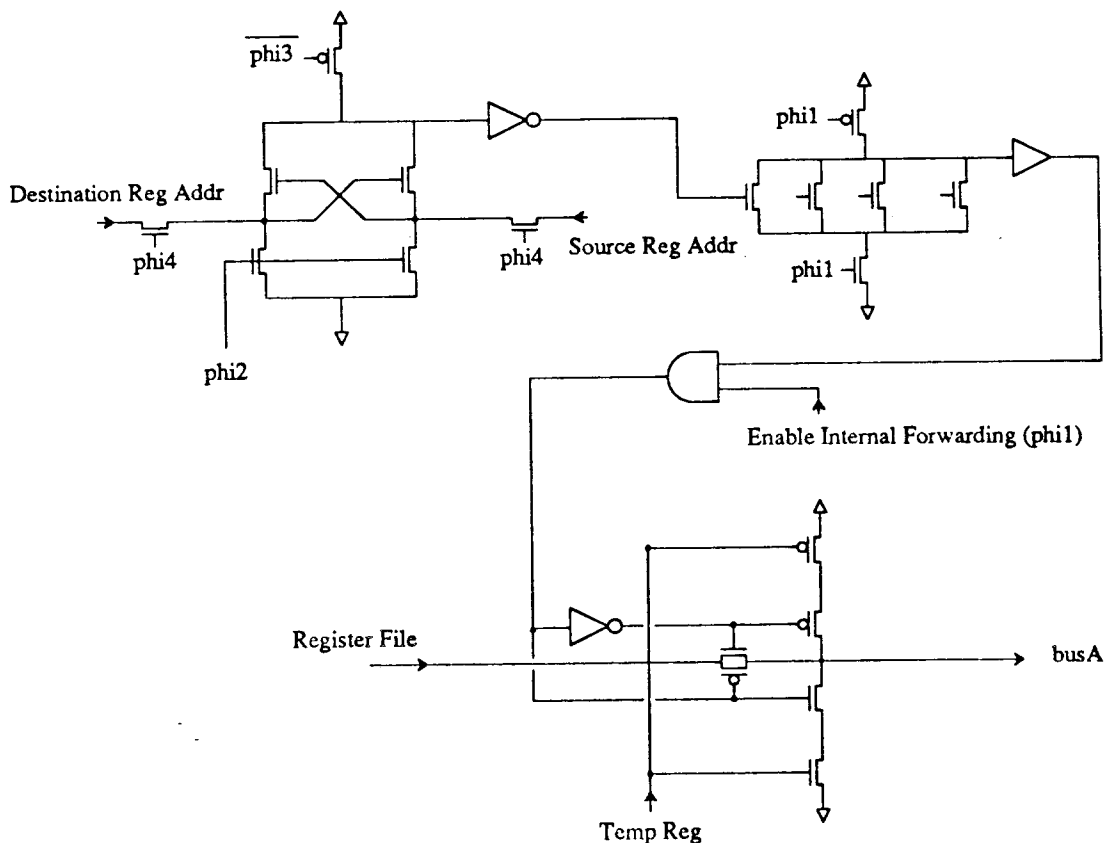 phi3
phi1
Destination Reg Addr
phi4
phi4
Source Reg Addr
phi1
phi2
Enable Internal Forwarding (phi1)
Register File
busA
Temp Reg